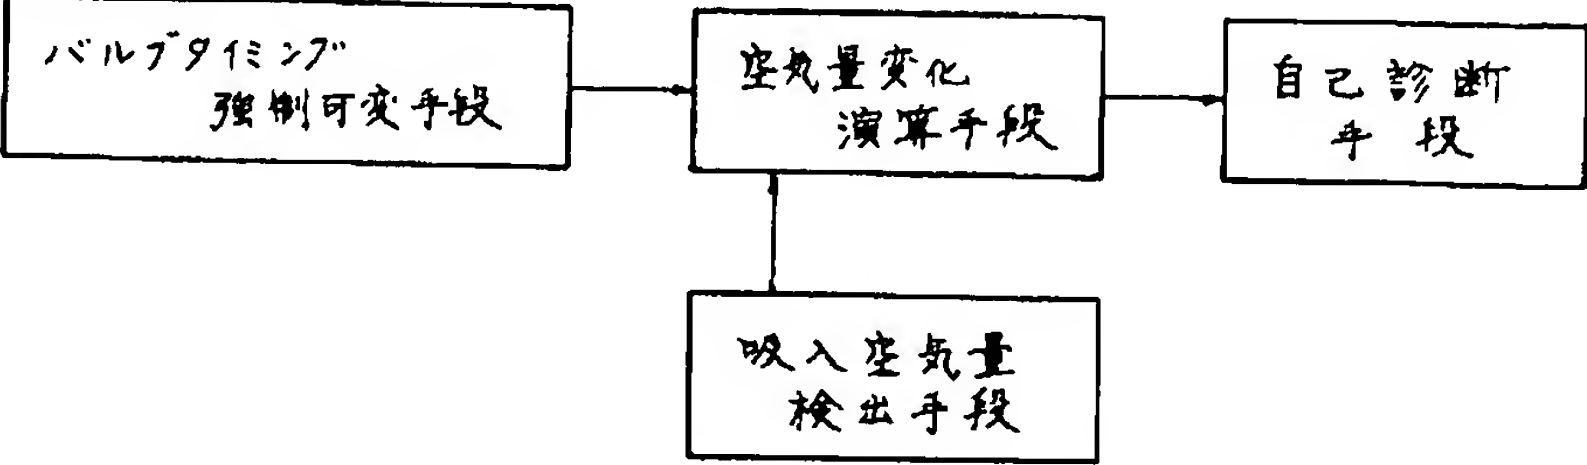 バルブタイミング
強制可変手段
空気量変化
演算手段
自己診断
手段
吸入空気量
検出手段